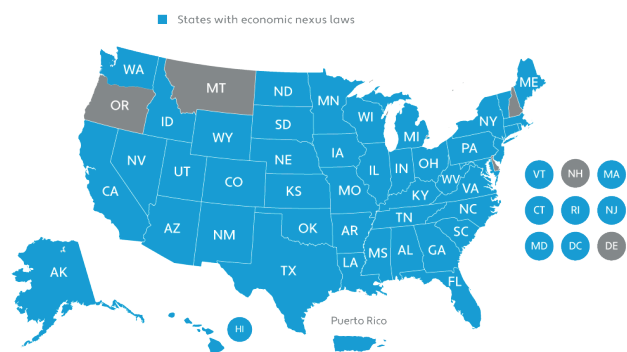 States with economic nexus laws
WA
MT
ND
MN
ME
OR
ID
SD
WI
MI
NY
WY
NV
UT
NE
IA
PA
CO
IL
IN
OH
CA
KS
MO
WV
VA
KY
NC
TN
AZ
NM
OK
AR
SC
MS
AL
GA
LA
TX
FL
AK
HI
Puerto Rico
VT NH MA
CT RI NJ
MD DC DE